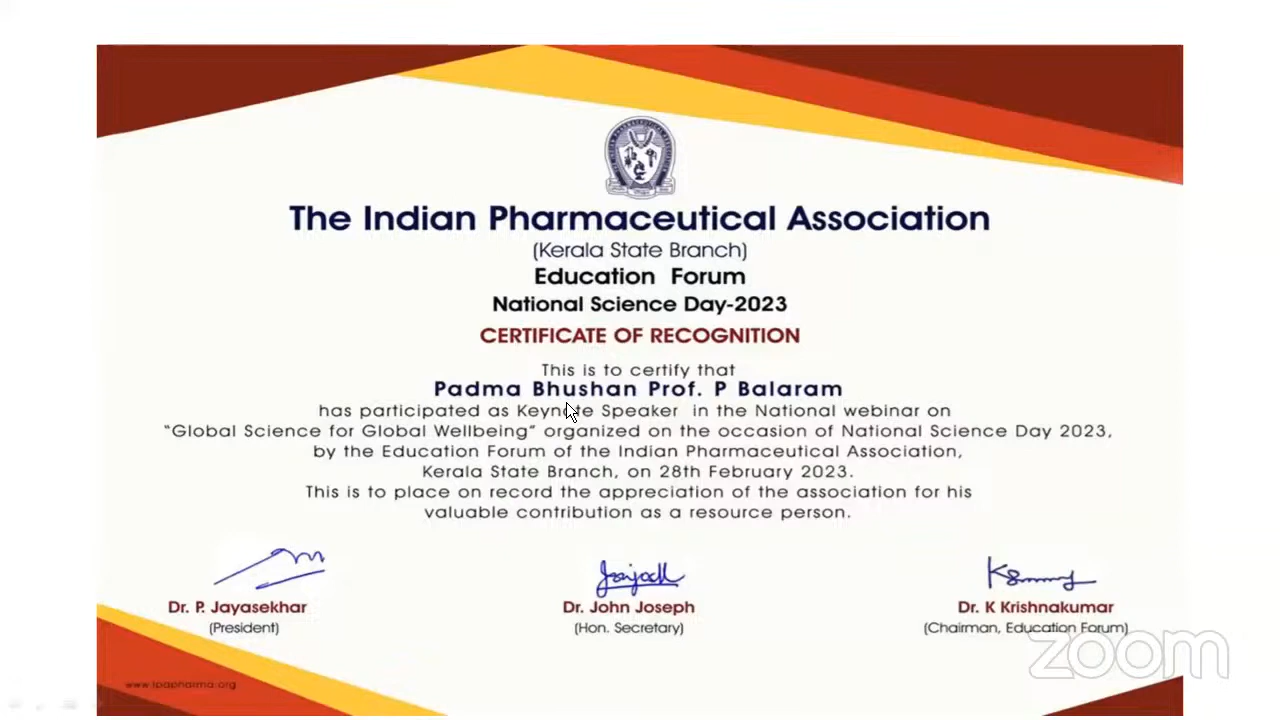 The Indian Pharmaceutical Association
(Kerala State Branch)
Education Forum
National Science Day-2023
CERTIFICATE OF RECOGNITION
This is to certify that
Padma Bhushan Prof. P Balaram
has participated as Keynote Speaker in the National webinar on
“Global Science for Global Wellbeing” organized on the occasion of National Science Day 2023,
by the Education Forum of the Indian Pharmaceutical Association,
Kerala State Branch, on 28th February 2023.
This is to place on record the appreciation of the association for his
valuable contribution as a resource person.
Dr. P. Jayasekhar
(President)
Dr. John Joseph
(Hon. Secretary)
Dr. K Krishnakumar
(Chairman, Education Forum)
zoom
www.ipapharma.org